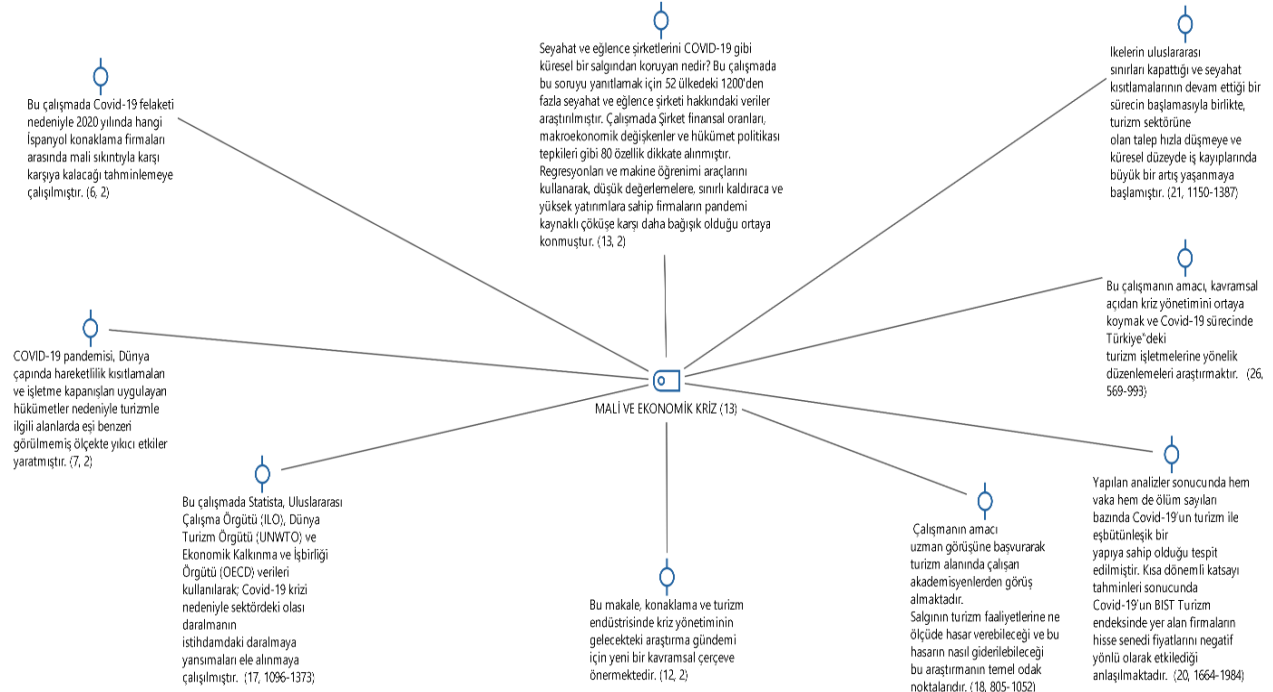 Bu çalışmada Covid-19 felaketi
nedeniyle 2020 yılında hangi
İspanyol konaklama firmaları
arasında mali sıkıntıyla karşı
karşıya kalacağı tahminlemeye
çalışılmıştır. (6, 2)
Seyahat ve eğlence şirketlerini COVID-19 gibi
küresel bir salgından koruyan nedir? Bu çalışmada
bu soruyu yanıtlamak için 52 ülkedeki 1200'den
fazla seyahat ve eğlence şirketi hakkındaki veriler
araştırılmıştır. Çalışmada Şirket finansal oranları,
makroekonomik değişkenler ve hükümet politikası
tepkileri gibi 80 özellik dikkate alınmıştır.
Regresyonları ve makine öğrenimi araçlarını
kullanarak, düşük değerlemelere, sınırlı kaldıraca ve
yüksek yatırımlara sahip firmaların pandemi
kaynaklı çöküşe karşı daha bağışık olduğu ortaya
konmuştur. (13, 2)
lkelerin uluslararası
sınırları kapattığı ve seyahat
kısıtlamalarının devam ettiği bir
sürecin başlamasıyla birlikte,
turizm sektörüne
olan talep hızla düşmeye ve
küresel düzeyde iş kayıplarında
büyük bir artış yaşanmaya
başlamıştır. (21, 1150-1387)
Bu çalışmanın amacı, kavramsal
açıdan kriz yönetimini ortaya
koymak ve Covid-19 sürecinde
Türkiye"deki
turizm işletmelerine yönelik
düzenlemeleri araştırmaktır. (26,
569-993)
COVID-19 pandemisi, Dünya
çapında hareketlilik kısıtlamaları
ve işletme kapanışları uygulayan
hükümetler nedeniyle turizmle
ilgili alanlarda eşi benzeri
görülmemiş ölçekte yıkıcı etkiler
yaratmıştır. (7, 2)
MALİ VE EKONOMİK KRİZ (13)
Bu çalışmada Statista, Uluslararası
Çalışma Örgütü (ILO), Dünya
Turizm Örgütü (UNWTO) ve
Ekonomik Kalkınma ve İşbirliği
Örgütü (OECD) verileri
kullanılarak; Covid-19 krizi
nedeniyle sektördeki olası
daralmanın
istihdamdaki daralmaya
yansımaları ele alınmaya
çalışılmıştır. (17, 1096-1373)
Bu makale, konaklama ve turizm
endüstrisinde kriz yönetiminin
gelecekteki araştırma gündemi
için yeni bir kavramsal çerçeve
önermektedir. (12, 2)
Çalışmanın amacı
uzman görüşüne başvurarak
turizm alanında çalışan
akademisyenlerden görüş
almaktadır.
Salgının turizm faaliyetlerine ne
ölçüde hasar verebileceği ve bu
hasarın nasıl giderilebileceği
bu araştırmanın temel odak
noktalarıdır. (18, 805-1052)
Yapılan analizler sonucunda hem
vaka hem de ölüm sayıları
bazında Covid-19'un turizm ile
eşbütünleşik bir
yapıya sahip olduğu tespit
edilmiştir. Kısa dönemli katsayı
tahminleri sonucunda
Covid-19'un BIST Turizm
endeksinde yer alan firmaların
hisse senedi fiyatlarını negatif
yönlü olarak etkilediği
anlaşılmaktadır. (20, 1664-1984)